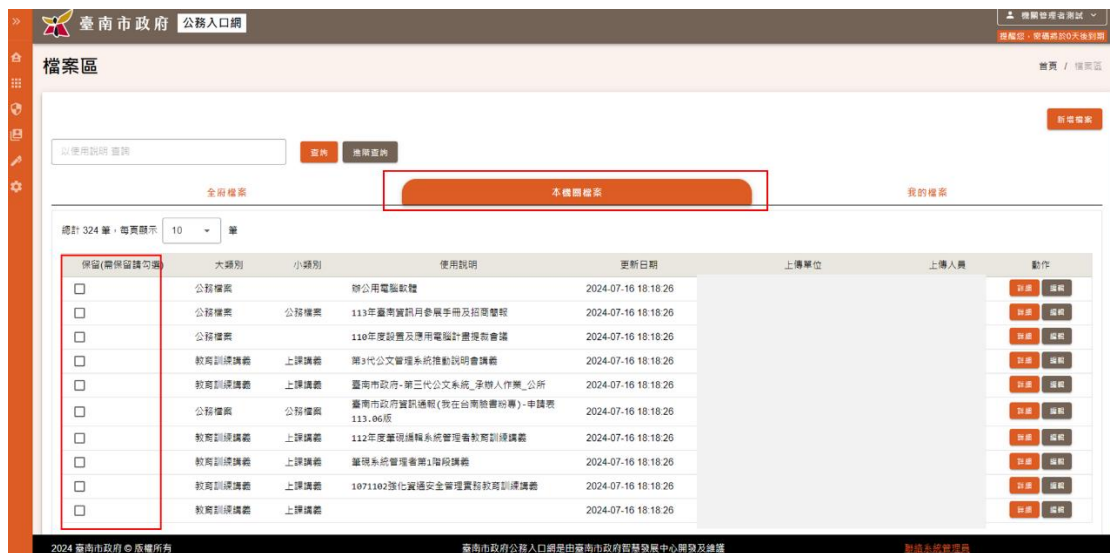 臺南市政府 公務入口網
機關管理者測試
提醒您,密碼將於0天後到期
檔案區
首頁 / 檔案區
新增檔案
以使用說明 查詢
查詢 進階查詢
全府檔案 本機關檔案 我的檔案
總計 324 筆,每頁顯示 10 筆
保留(需保留請勾選) 大類別 小類別 使用說明 更新日期 上傳單位 上傳人員 動作
公務檔案 辦公用電腦軟體 2024-07-16 18:18:26 詳細 編輯
公務檔案 公務檔案 113年臺南資訊月參展手冊及招商簡報 2024-07-16 18:18:26 詳細 編輯
公務檔案 110年度設置及應用電腦計畫提報會議 2024-07-16 18:18:26 詳細 編輯
教育訓練講義 上課講義 第3代公文管理系統推動說明會講義 2024-07-16 18:18:26 詳細 編輯
教育訓練講義 上課講義 臺南市政府-第三代公文系統_承辦人作業_公所 2024-07-16 18:18:26 詳細 編輯
公務檔案 公務檔案 臺南市政府資訊通報(我在台南臉書粉專)-申請表
113.06版 2024-07-16 18:18:26 詳細 編輯
教育訓練講義 上課講義 112年度筆硯編輯系統管理者教育訓練講義 2024-07-16 18:18:26 詳細 編輯
教育訓練講義 上課講義 筆硯系統管理者第1階段講義 2024-07-16 18:18:26 詳細 編輯
教育訓練講義 上課講義 1071102強化資通安全管理實務教育訓練講義 2024-07-16 18:18:26 詳細 編輯
教育訓練講義 上課講義 2024-07-16 18:18:26 詳細 編輯
2024 臺南市政府 © 版權所有 臺南市政府公務入口網是由臺南市政府智慧發展中心開發及維護 聯絡系統管理員